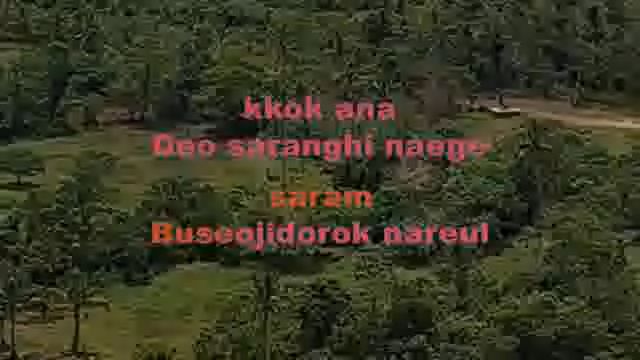 kkok ana
Deo saranghi naege
saram
Buseojidorok nareul